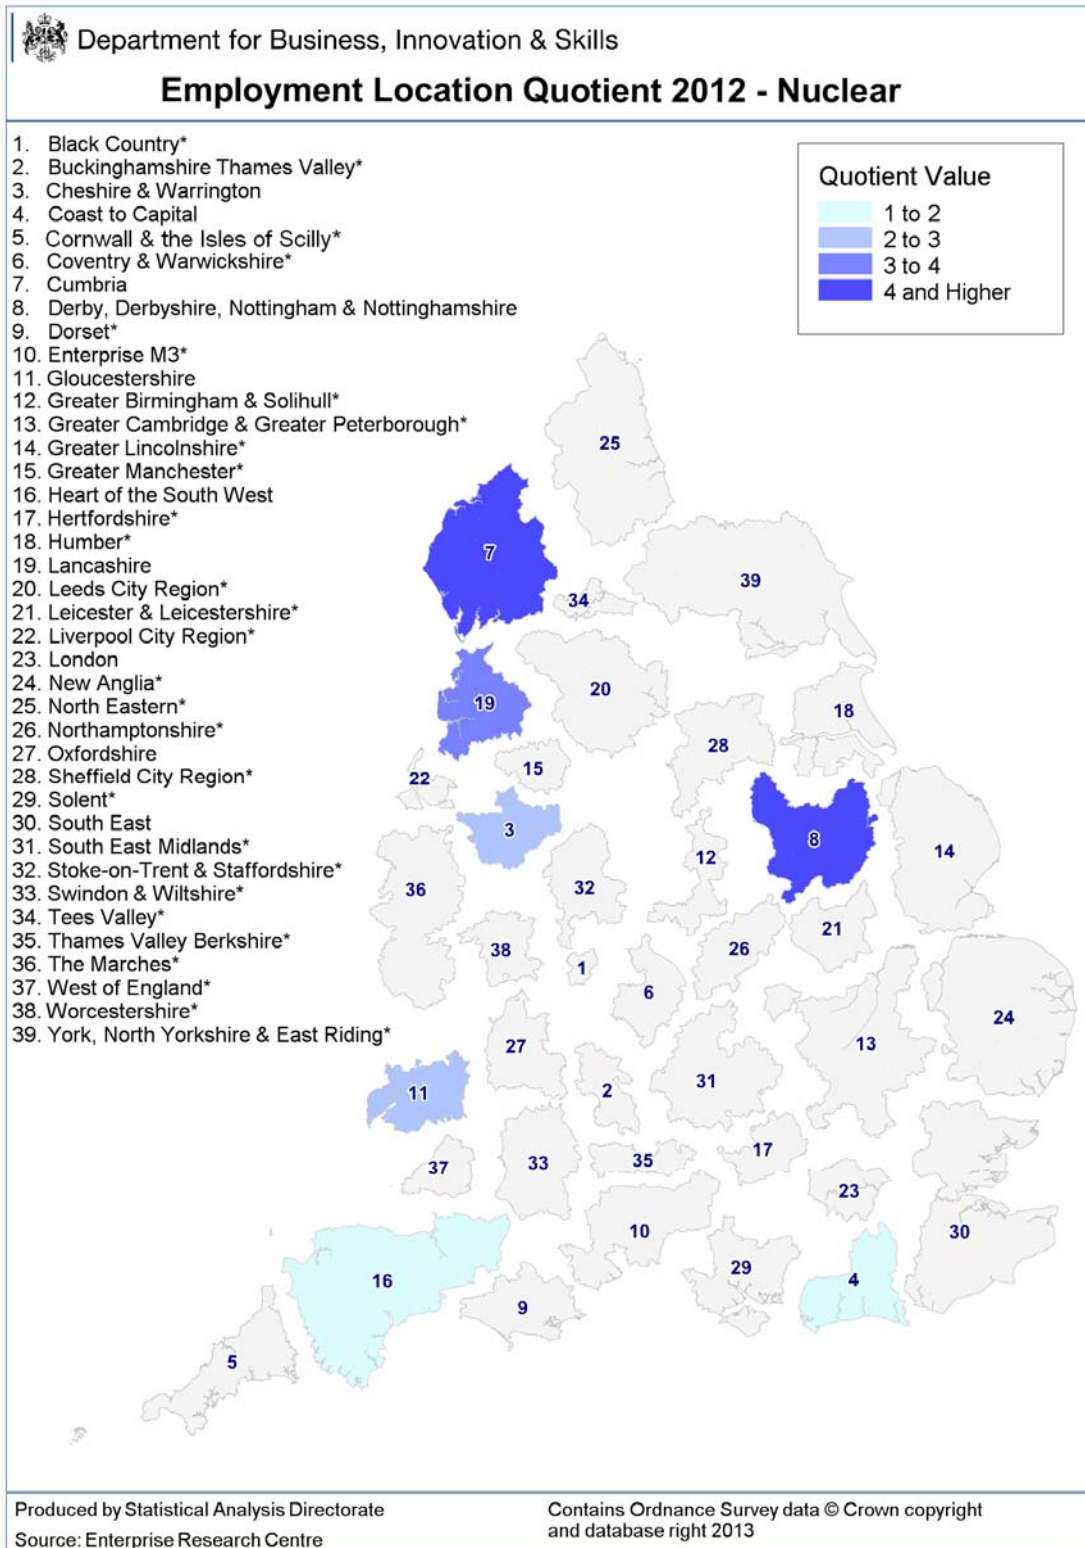 Department for Business, Innovation & Skills
Employment Location Quotient 2012 - Nuclear
1. Black Country*
2. Buckinghamshire Thames Valley*
3. Cheshire & Warrington
4. Coast to Capital
5. Cornwall & the Isles of Scilly*
6. Coventry & Warwickshire*
7. Cumbria
8. Derby, Derbyshire, Nottingham & Nottinghamshire
9. Dorset*
10. Enterprise M3*
11. Gloucestershire
12. Greater Birmingham & Solihull*
13. Greater Cambridge & Greater Peterborough*
14. Greater Lincolnshire*
15. Greater Manchester*
16. Heart of the South West
17. Hertfordshire*
18. Humber*
19. Lancashire
20. Leeds City Region*
21. Leicester & Leicestershire*
22. Liverpool City Region*
23. London
24. New Anglia*
25. North Eastern*
26. Northamptonshire*
27. Oxfordshire
28. Sheffield City Region*
29. Solent*
30. South East
31. South East Midlands*
32. Stoke-on-Trent & Staffordshire*
33. Swindon & Wiltshire*
34. Tees Valley*
35. Thames Valley Berkshire*
36. The Marches*
37. West of England*
38. Worcestershire*
39. York, North Yorkshire & East Riding*
Quotient Value
1 to 2
2 to 3
3 to 4
4 and Higher
25
7
39
34
20
19
18
28
15
22
3
8
14
12
32
36
21
26
38
1
6
24
13
27
31
2
11
17
35
33
37
23
30
10
29
4
16
9
5
Produced by Statistical Analysis Directorate
Source: Enterprise Research Centre
Contains Ordnance Survey data © Crown copyright
and database right 2013